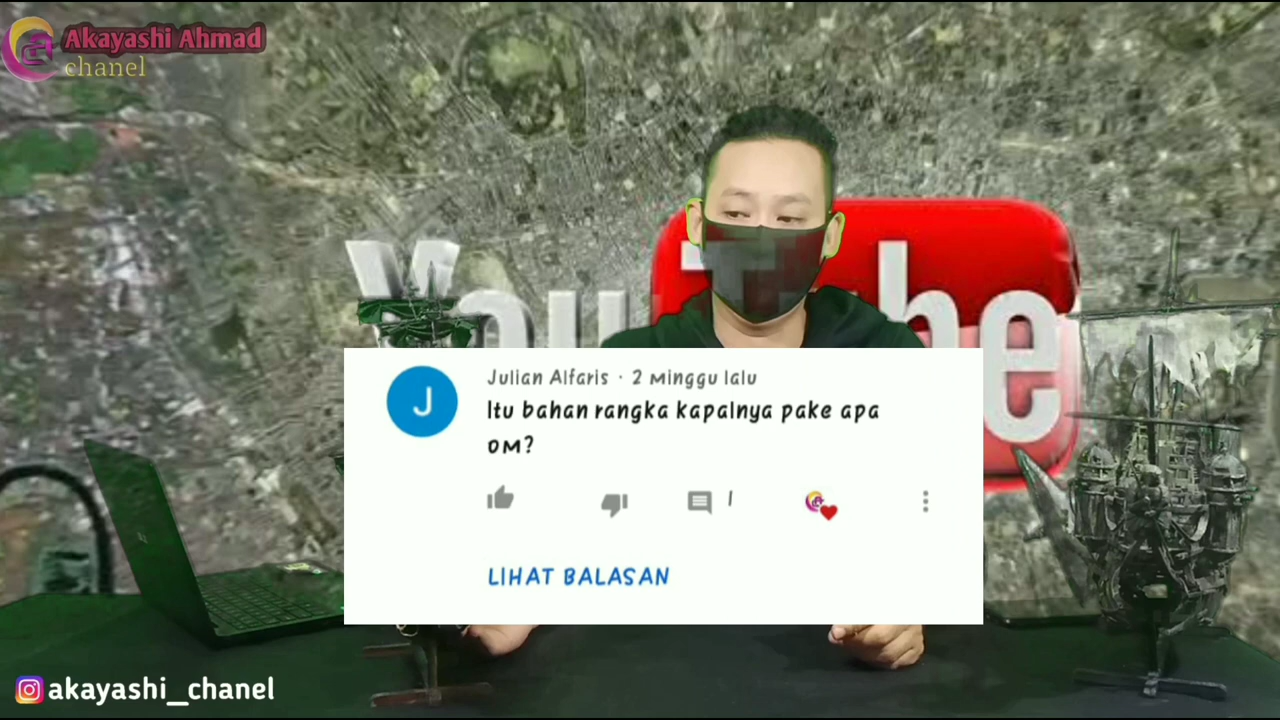 Akayashi Ahmad
chanel
YouTube
J
Julian Alfaris · 2 minggu lalu
Itu bahan rangka kapalnya pake apa
om?
1
LIHAT BALASAN
akayashi_chanel